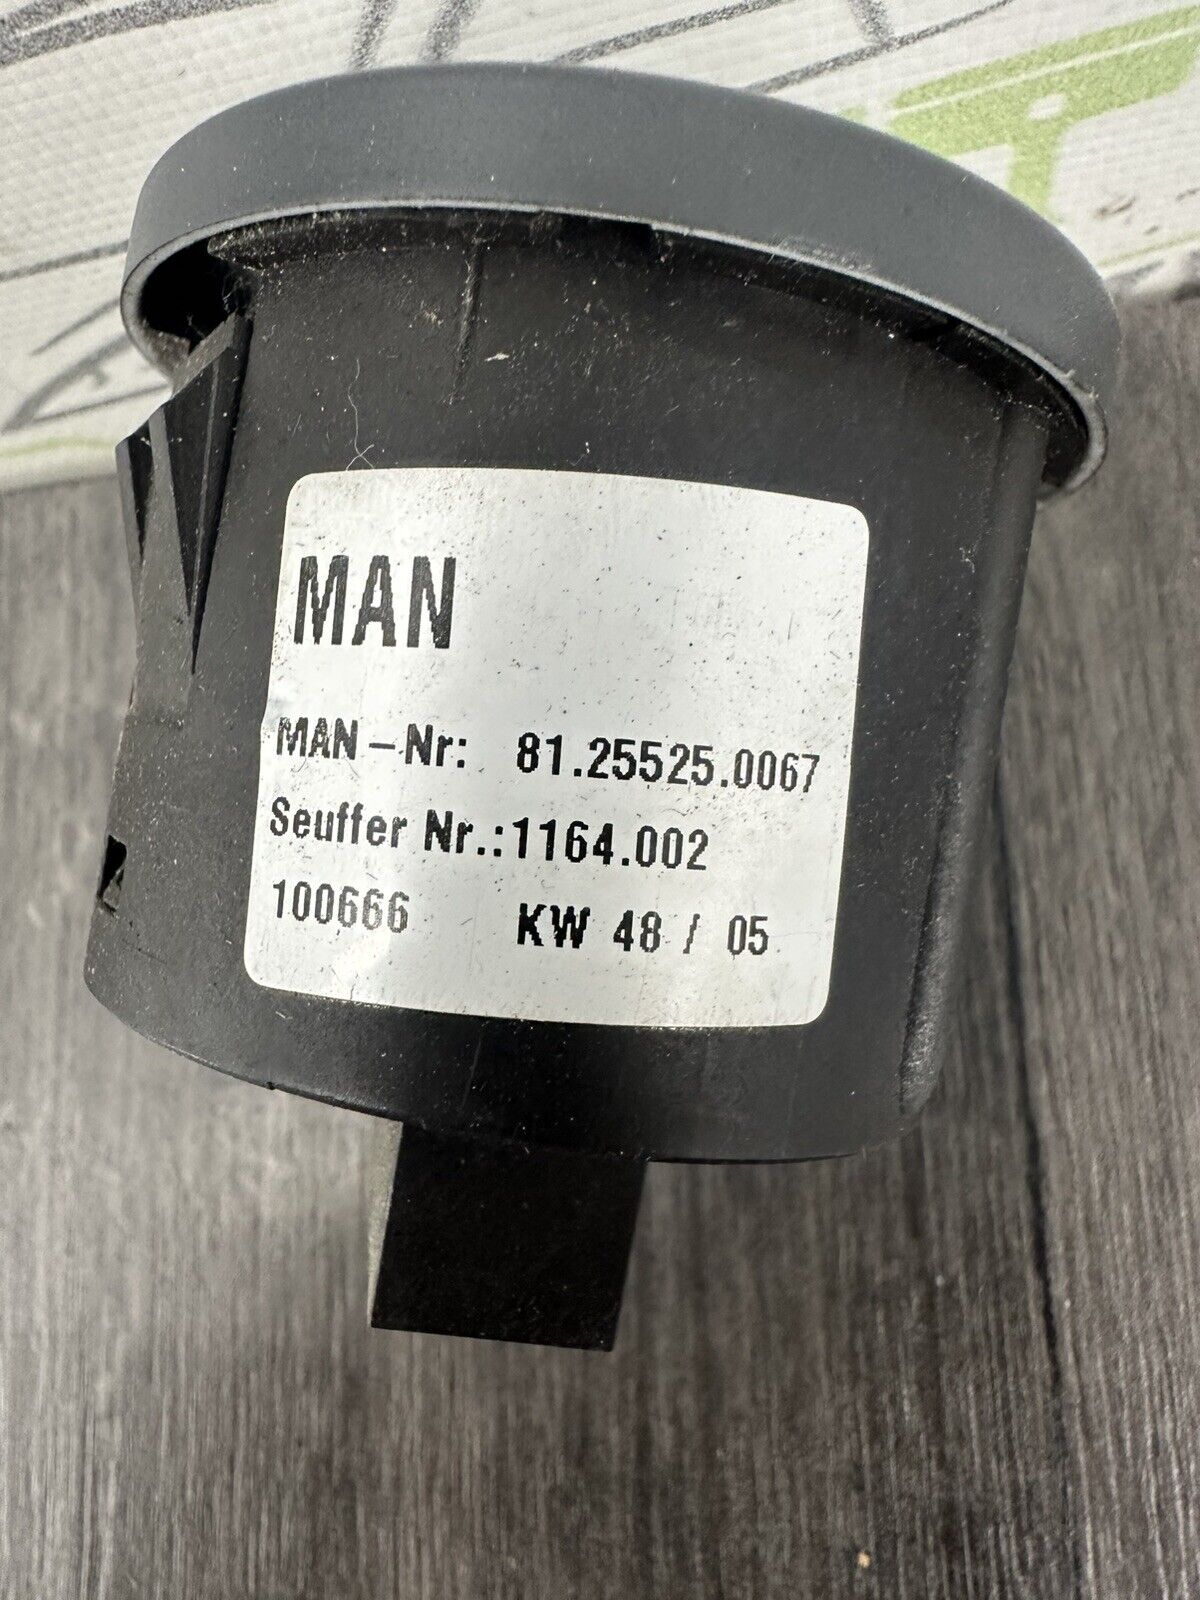 MAN
MAN-Nr: 81.25525.0067
Seuffer Nr.:1164.002
100666 KW 48 / 05